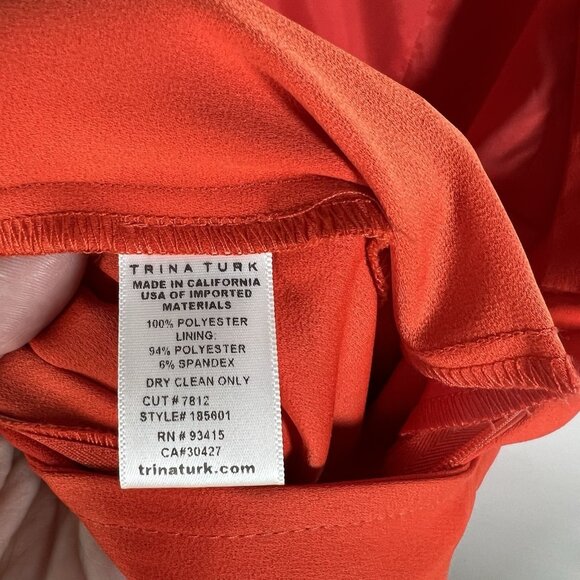 TRINA TURK
MADE IN CALIFORNIA
USA OF IMPORTED
MATERIALS
100% POLYESTER
LINING:
94% POLYESTER
6% SPANDEX
DRY CLEAN ONLY
CUT # 7812
STYLE# 185601
RN # 93415
CA#30427
trinaturk.com